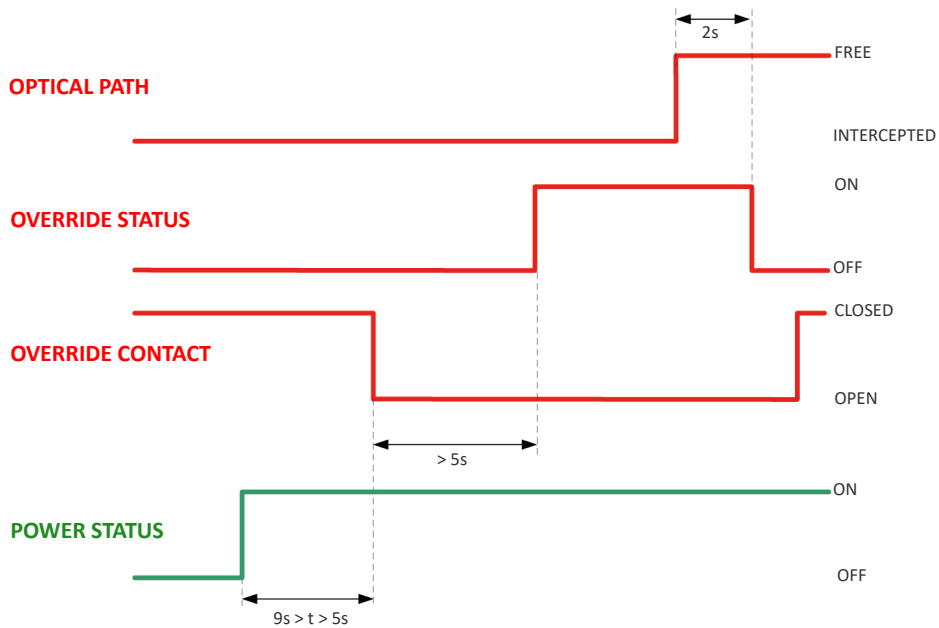 2s
FREE
OPTICAL PATH
INTERCEPTED
ON
OVERRIDE STATUS
OFF
CLOSED
OVERRIDE CONTACT
OPEN
> 5s
ON
POWER STATUS
OFF
9s > t > 5s